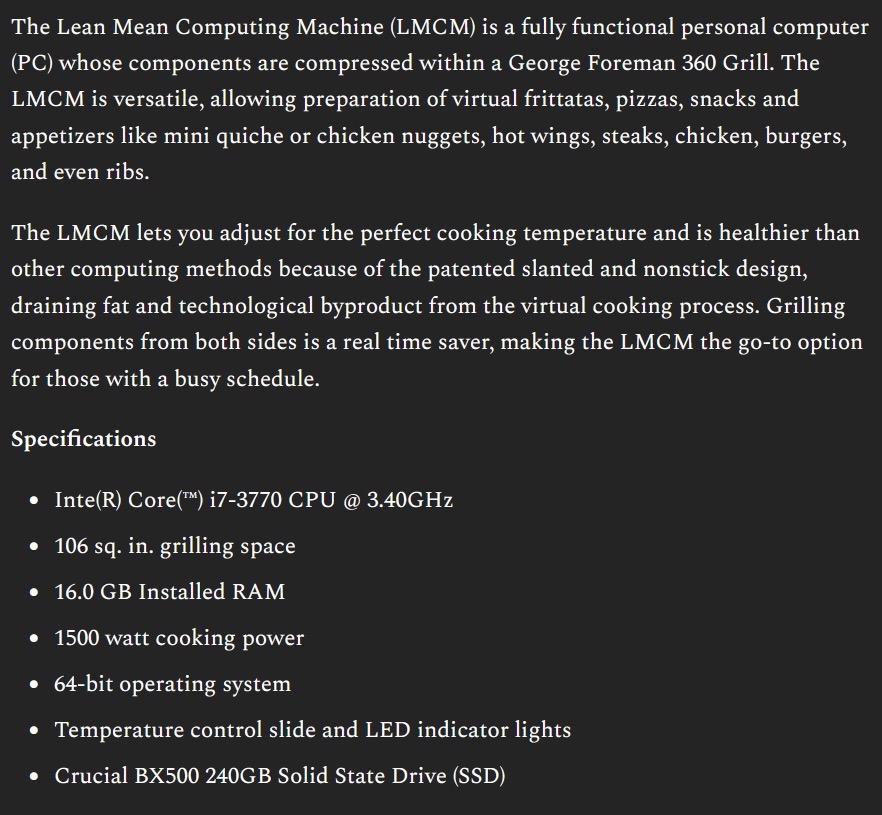 The Lean Mean Computing Machine (LMCM) is a fully functional personal computer
(PC) whose components are compressed within a George Foreman 360 Grill. The
LMCM is versatile, allowing preparation of virtual frittatas, pizzas, snacks and
appetizers like mini quiche or chicken nuggets, hot wings, steaks, chicken, burgers,
and even ribs.
The LMCM lets you adjust for the perfect cooking temperature and is healthier than
other computing methods because of the patented slanted and nonstick design,
draining fat and technological byproduct from the virtual cooking process. Grilling
components from both sides is a real time saver, making the LMCM the go-to option
for those with a busy schedule.
Specifications
• Inte(R) Core(™) i7-3770 CPU @ 3.40GHz
• 106 sq. in. grilling space
• 16.0 GB Installed RAM
• 1500 watt cooking power
• 64-bit operating system
• Temperature control slide and LED indicator lights
• Crucial BX500 240GB Solid State Drive (SSD)